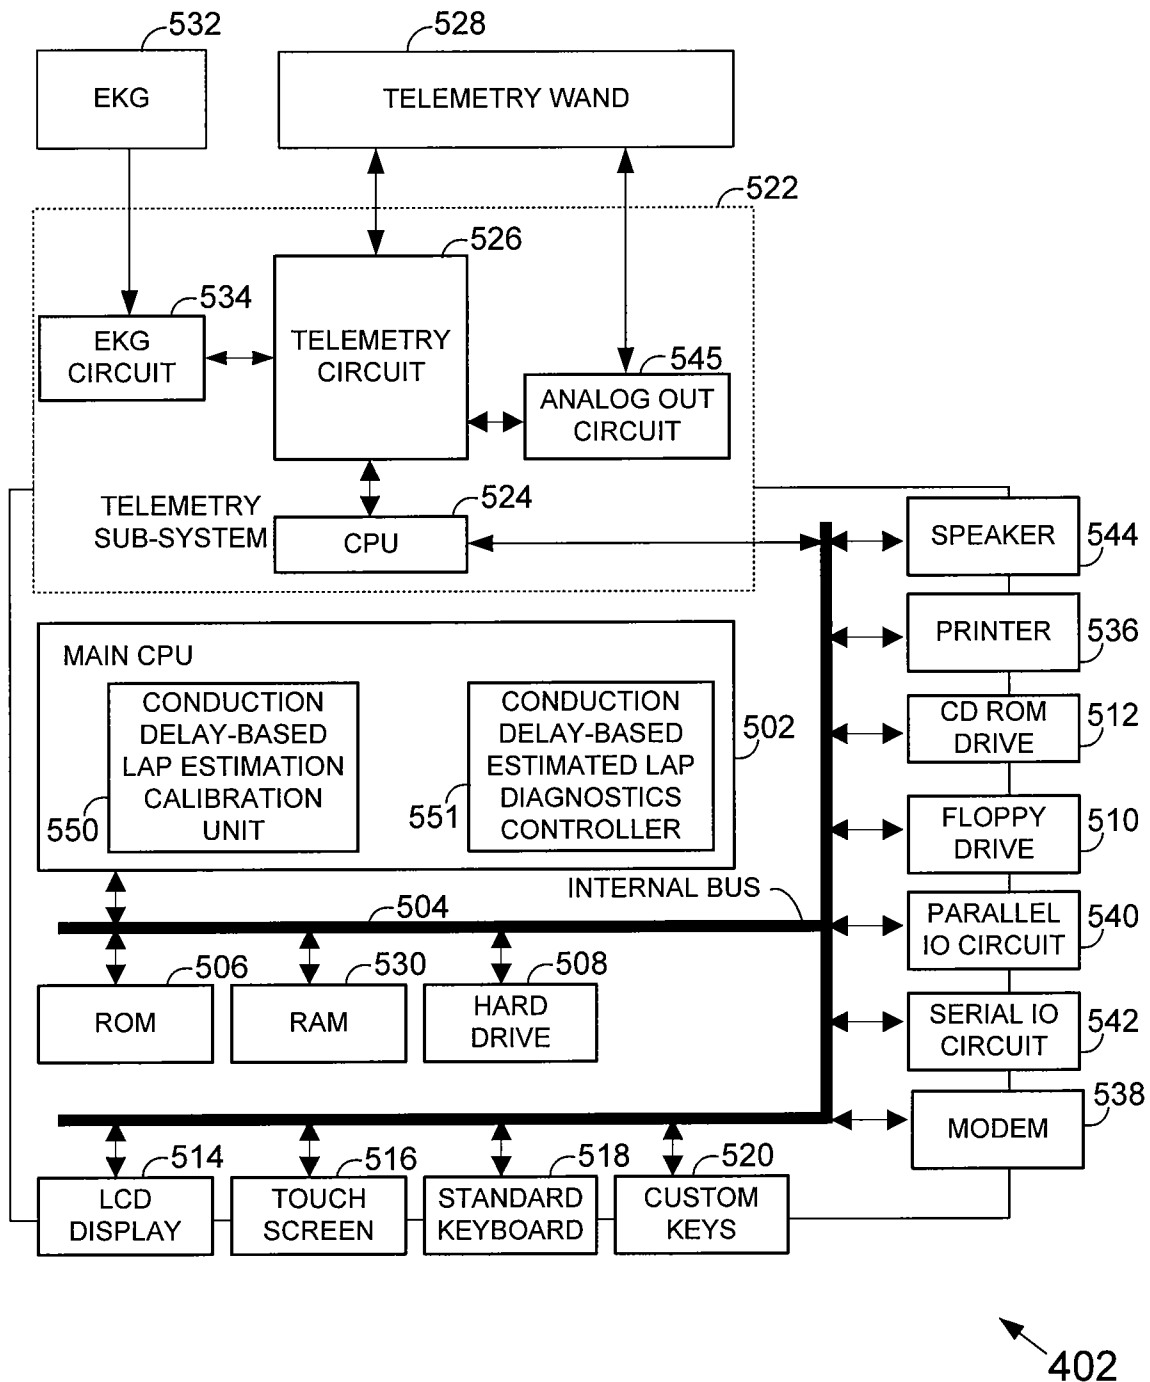 532
EKG
528
TELEMETRY WAND
522
526
TELEMETRY
CIRCUIT
534
EKG
CIRCUIT
545
ANALOG OUT
CIRCUIT
TELEMETRY
SUB-SYSTEM
524
CPU
SPEAKER
544
PRINTER
536
CD ROM
DRIVE
512
FLOPPY
DRIVE
510
PARALLEL
IO CIRCUIT
540
SERIAL IO
CIRCUIT
542
MODEM
538
MAIN CPU
502
CONDUCTION
DELAY-BASED
LAP ESTIMATION
CALIBRATION
UNIT
550
CONDUCTION
DELAY-BASED
ESTIMATED LAP
DIAGNOSTICS
CONTROLLER
551
INTERNAL BUS
504
506
ROM
530
RAM
508
HARD
DRIVE
514
LCD
DISPLAY
516
TOUCH
SCREEN
518
STANDARD
KEYBOARD
520
CUSTOM
KEYS
402